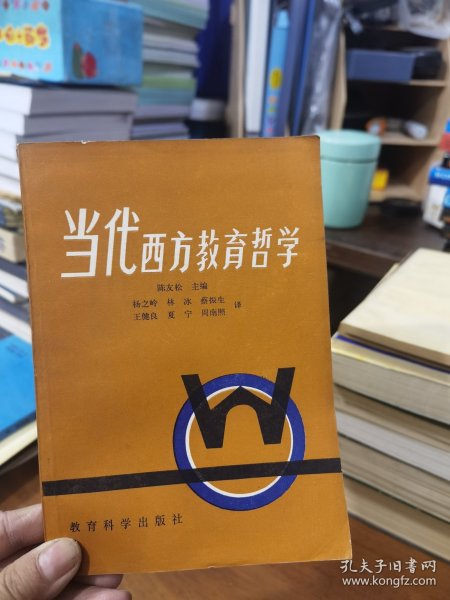 当代西方教育哲学
陈友松 主编
杨之岭 林冰 蔡振生
王健良 夏宁 周南照 译
教育科学出版社
孔夫子旧书网
www.kongfz.com